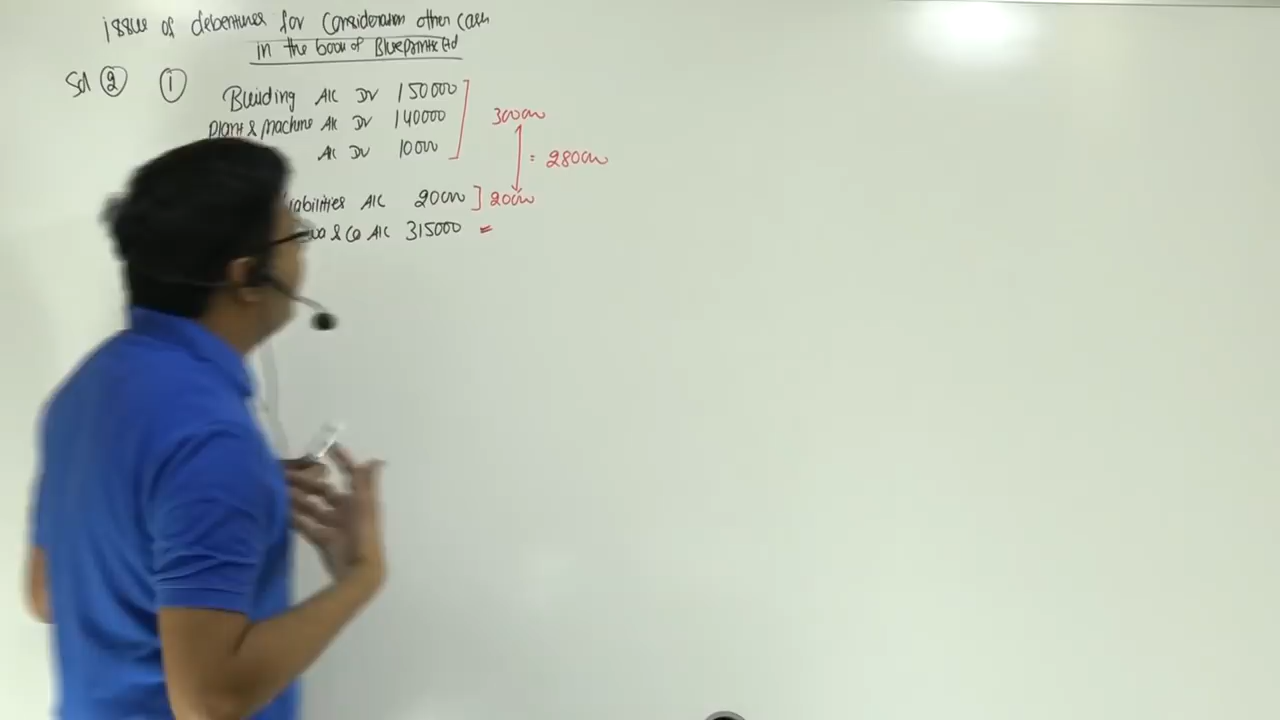 issue of debentures for Consideration other cash
in the book of Blueprints Ltd
Sol ② ①
Building A/C Dr 150000
Plant & Machine A/C Dr 140000 300000
A/C Dr 10000 = 280000
liabilities A/C 20000 20000
& Co A/C 315000